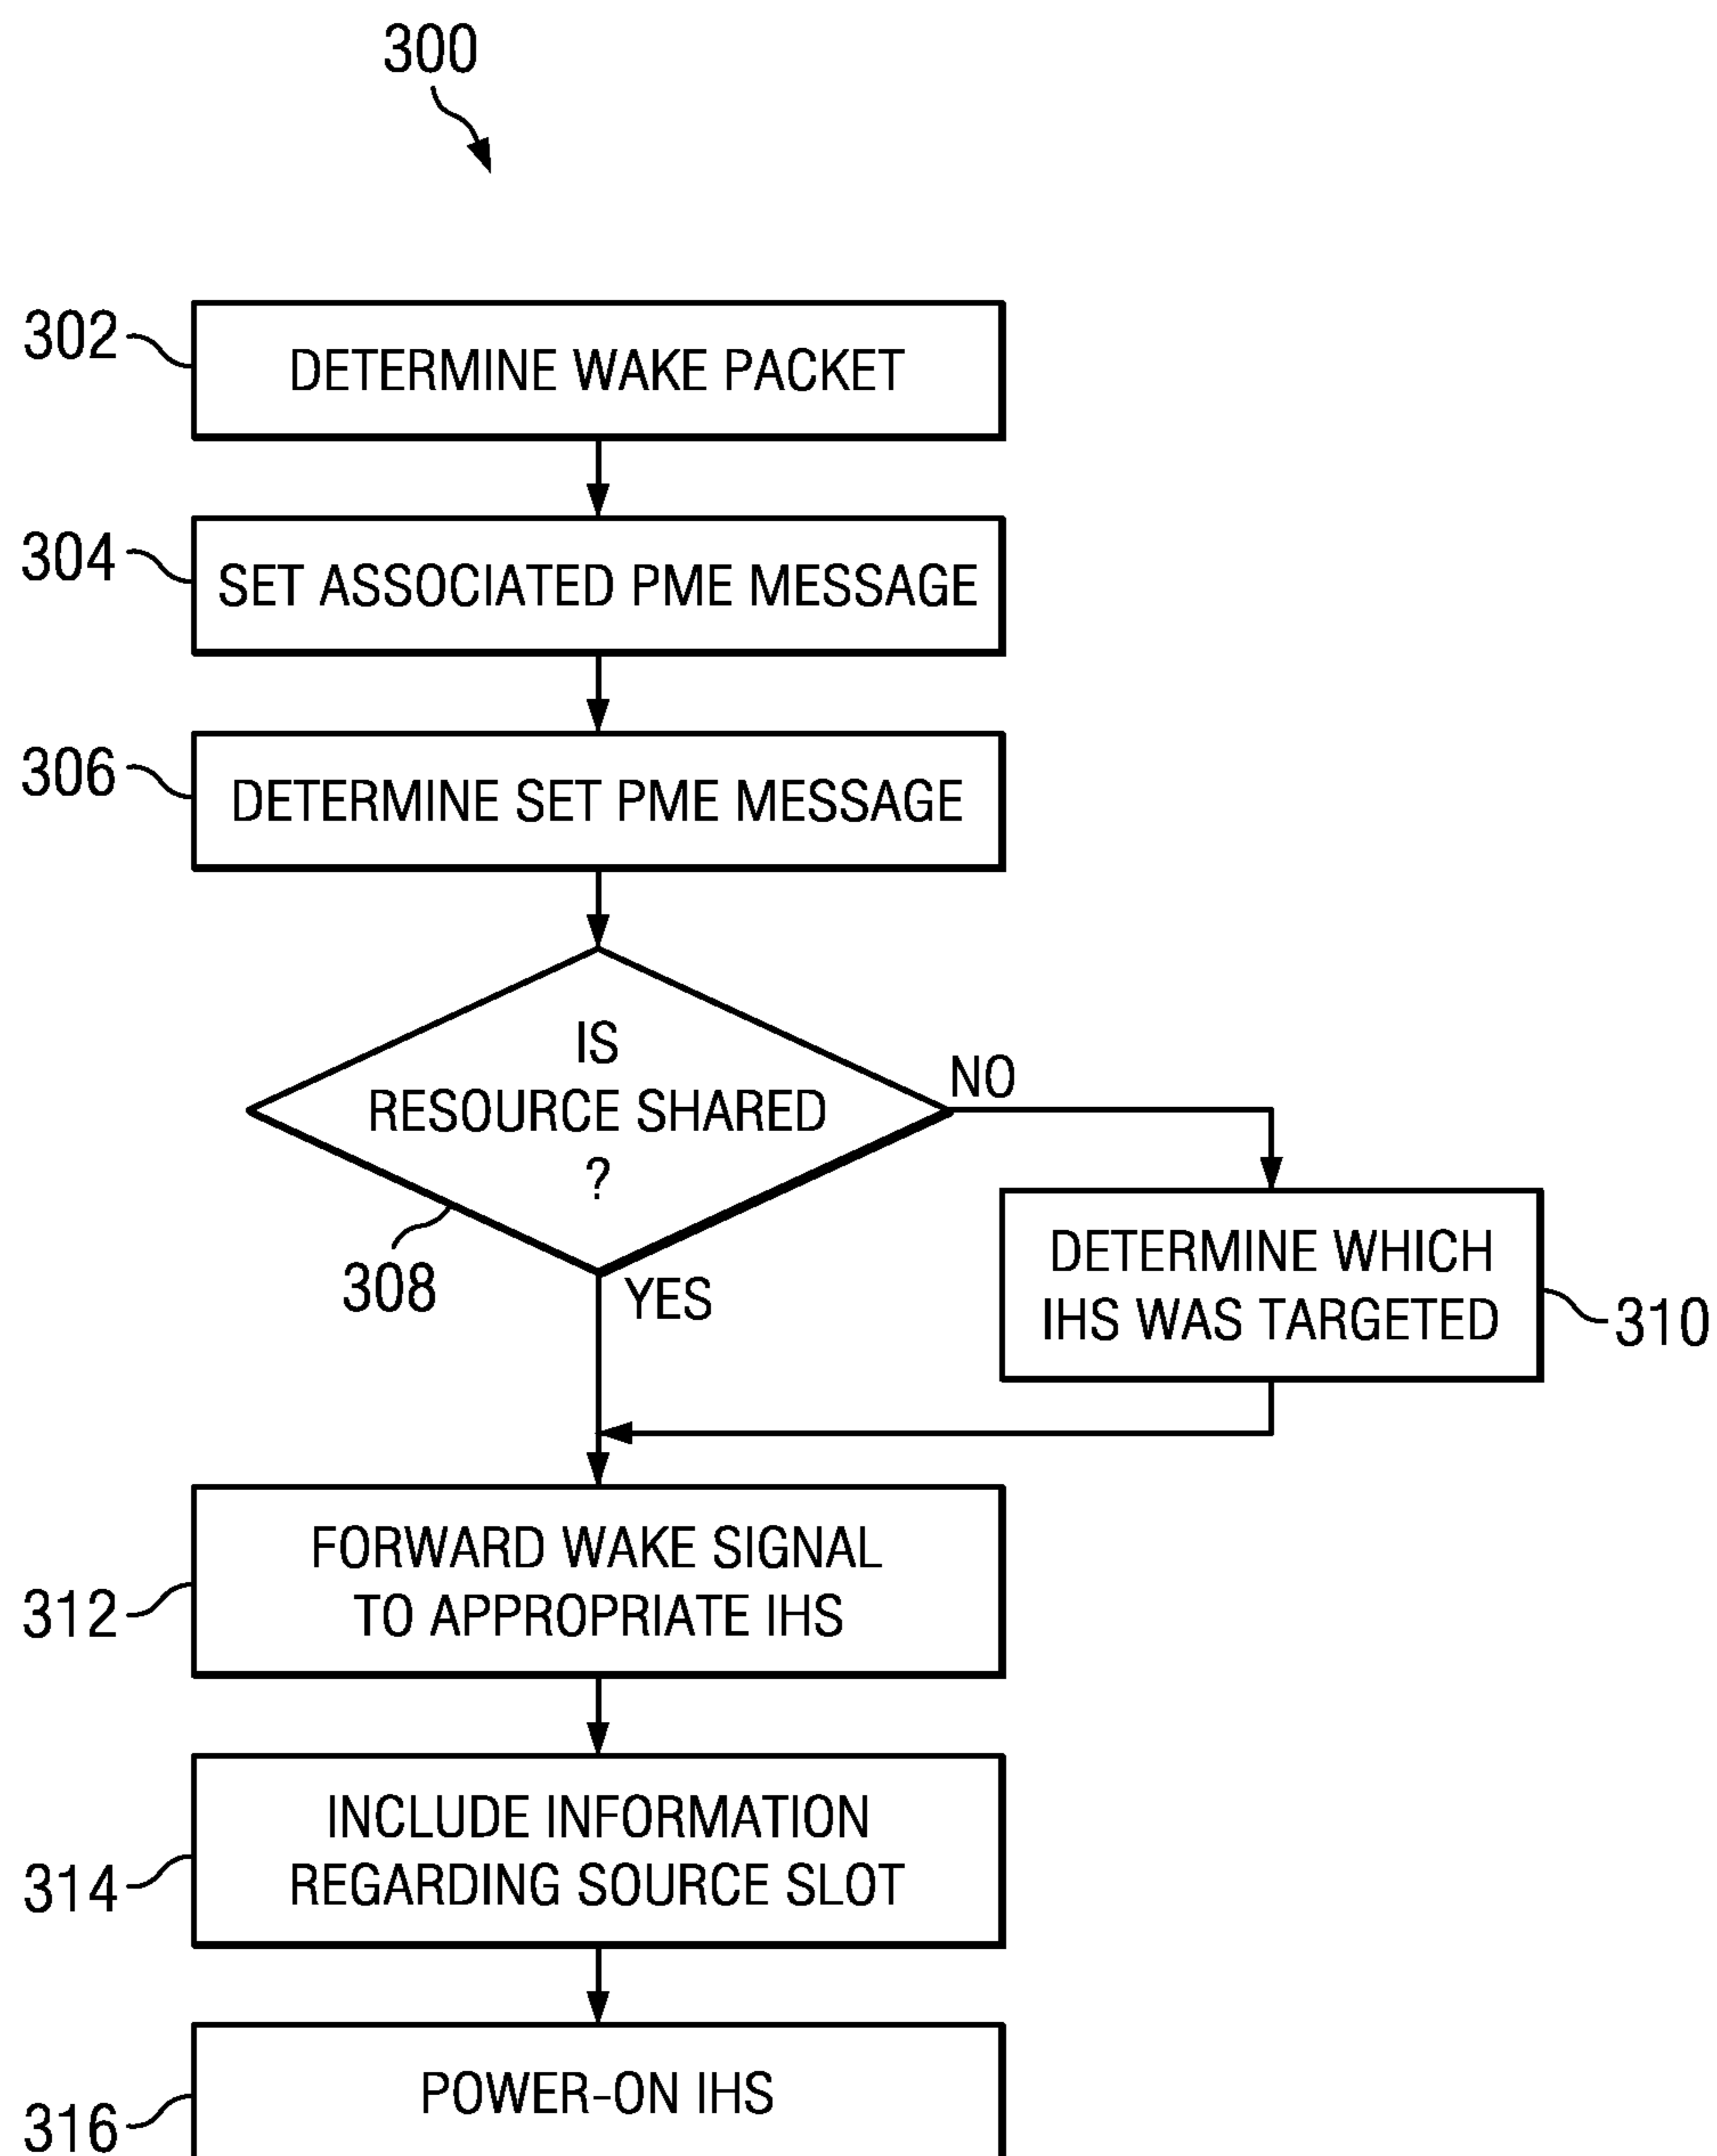 300
302
DETERMINE WAKE PACKET
304
SET ASSOCIATED PME MESSAGE
306
DETERMINE SET PME MESSAGE
IS
RESOURCE SHARED
?
NO
308
YES
DETERMINE WHICH
IHS WAS TARGETED
310
FORWARD WAKE SIGNAL
TO APPROPRIATE IHS
312
INCLUDE INFORMATION
REGARDING SOURCE SLOT
314
POWER-ON IHS
316